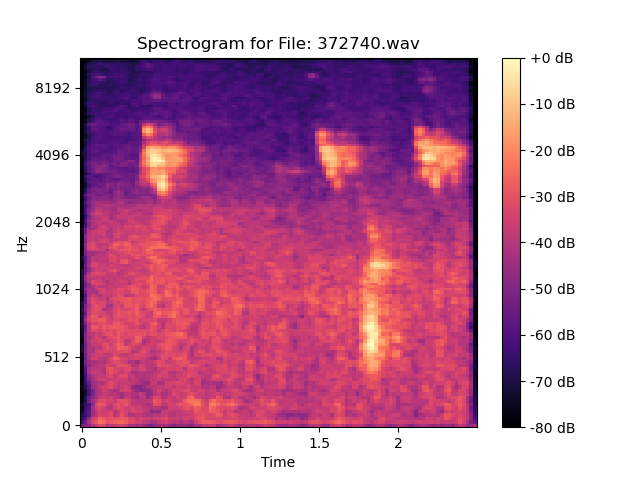 Spectrogram for File: 372740.wav
8192
4096
2048
1024
512
0
Hz
0
0.5
1
1.5
2
Time
+0 dB
-10 dB
-20 dB
-30 dB
-40 dB
-50 dB
-60 dB
-70 dB
-80 dB